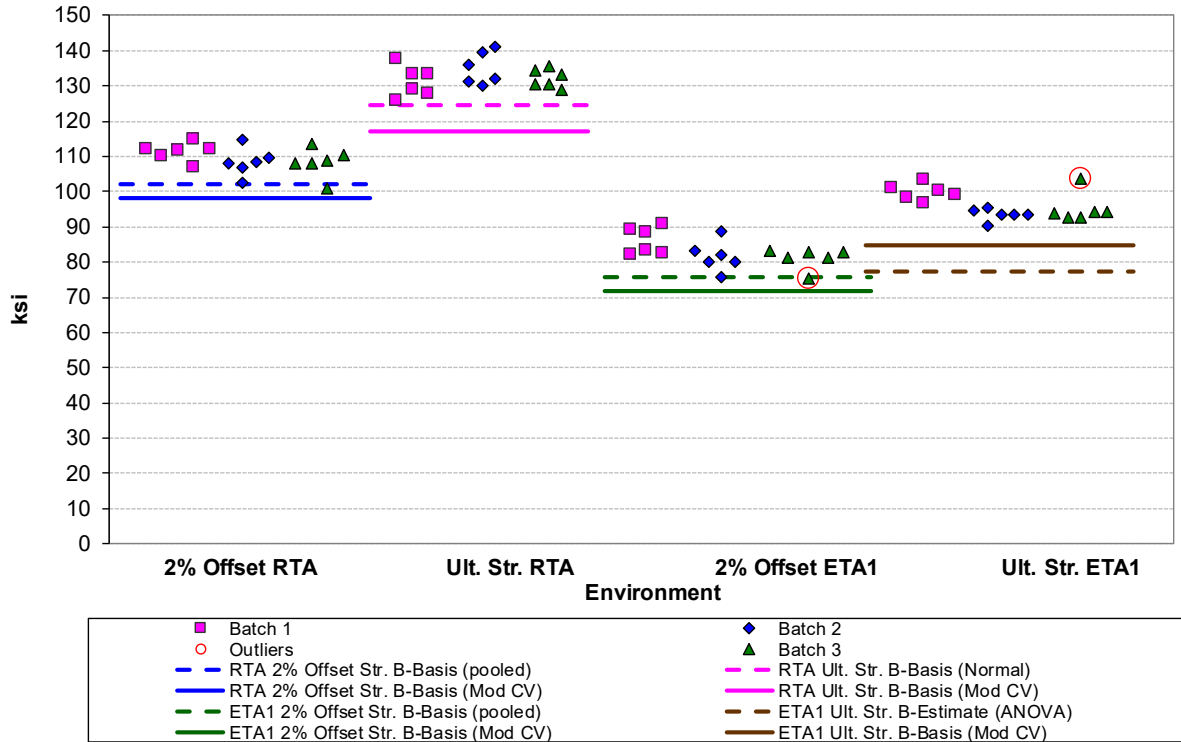 150
140
130
120
110
100
90
80
70
60
50
40
30
20
10
0
ksi
2% Offset RTA Ult. Str. RTA 2% Offset ETA1 Ult. Str. ETA1
Environment
Batch 1 Batch 2
Outliers Batch 3
RTA 2% Offset Str. B-Basis (pooled) RTA Ult. Str. B-Basis (Normal)
RTA 2% Offset Str. B-Basis (Mod CV) RTA Ult. Str. B-Basis (Mod CV)
ETA1 2% Offset Str. B-Basis (pooled) ETA1 Ult. Str. B-Estimate (ANOVA)
ETA1 2% Offset Str. B-Basis (Mod CV) ETA1 Ult. Str. B-Basis (Mod CV)